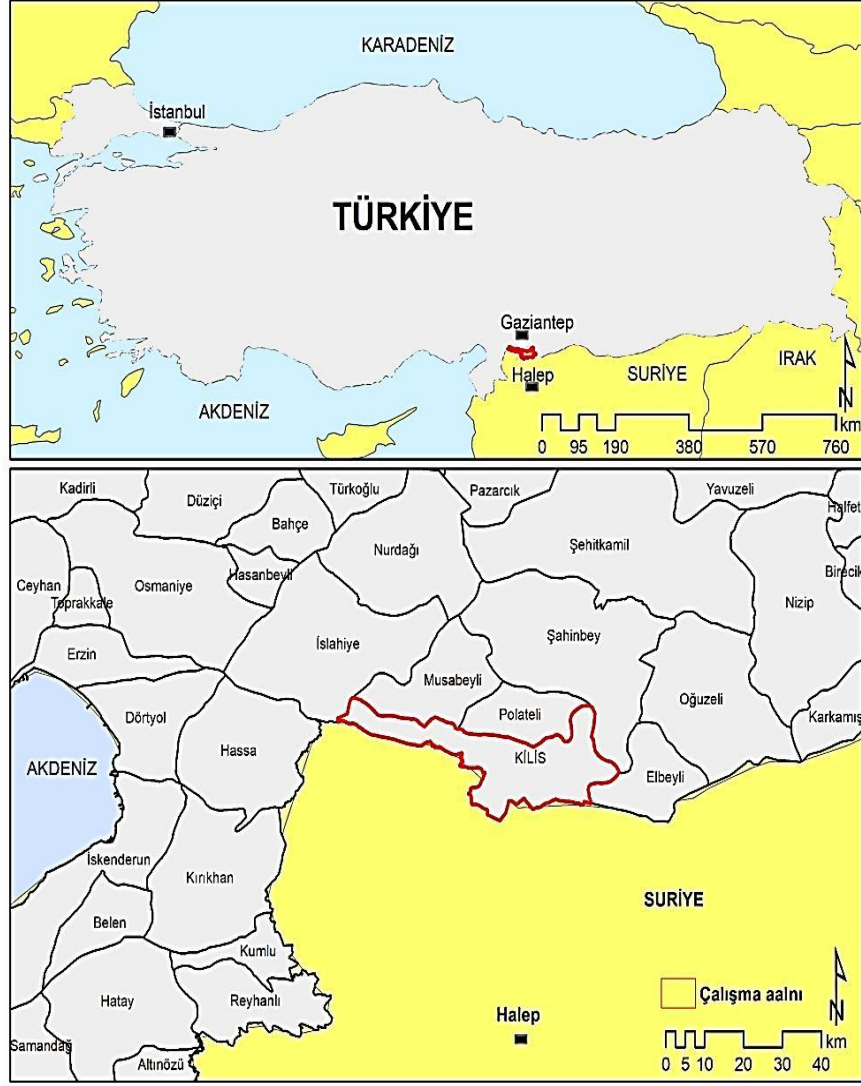 KARADENİZ
İstanbul
TÜRKİYE
Gaziantep
Halep
SURİYE
IRAK
AKDENİZ
N
km
0 95 190 380 570 760
Kadirli
Düziçi
Türkoğlu
Pazarcık
Yavuzeli
Halfet
Bahçe
Nurdağı
Şehitkamil
Ceyhan
Osmaniye
Hasanbeyli
Birecik
Toprakkale
Nizip
Erzin
İslahiye
Şahinbey
Musabeyli
Oğuzeli
Dörtyol
Polateli
Karkamış
Hassa
KİLİS
Elbeyli
AKDENİZ
İskenderun
Kırıkhan
SURİYE
Belen
Kumlu
Hatay
Reyhanlı
Çalışma aalnı
N
Halep
Samandağ
Altınözü
km
0 5 10 20 30 40